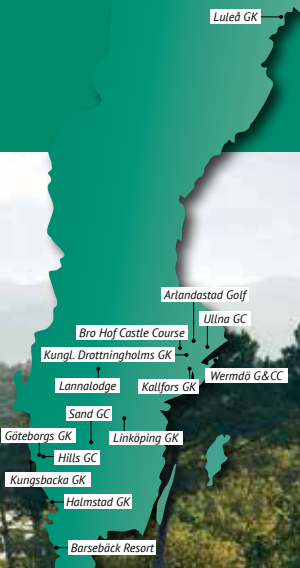 Luleå GK
Arlandastad Golf
Ullna GC
Bro Hof Castle Course
Kungl. Drottningholms GK
Wermdö G&CC
Lannalodge
Kallfors GK
Sand GC
Göteborgs GK
Linköping GK
Hills GC
Kungsbacka GK
Halmstad GK
Barsebäck Resort